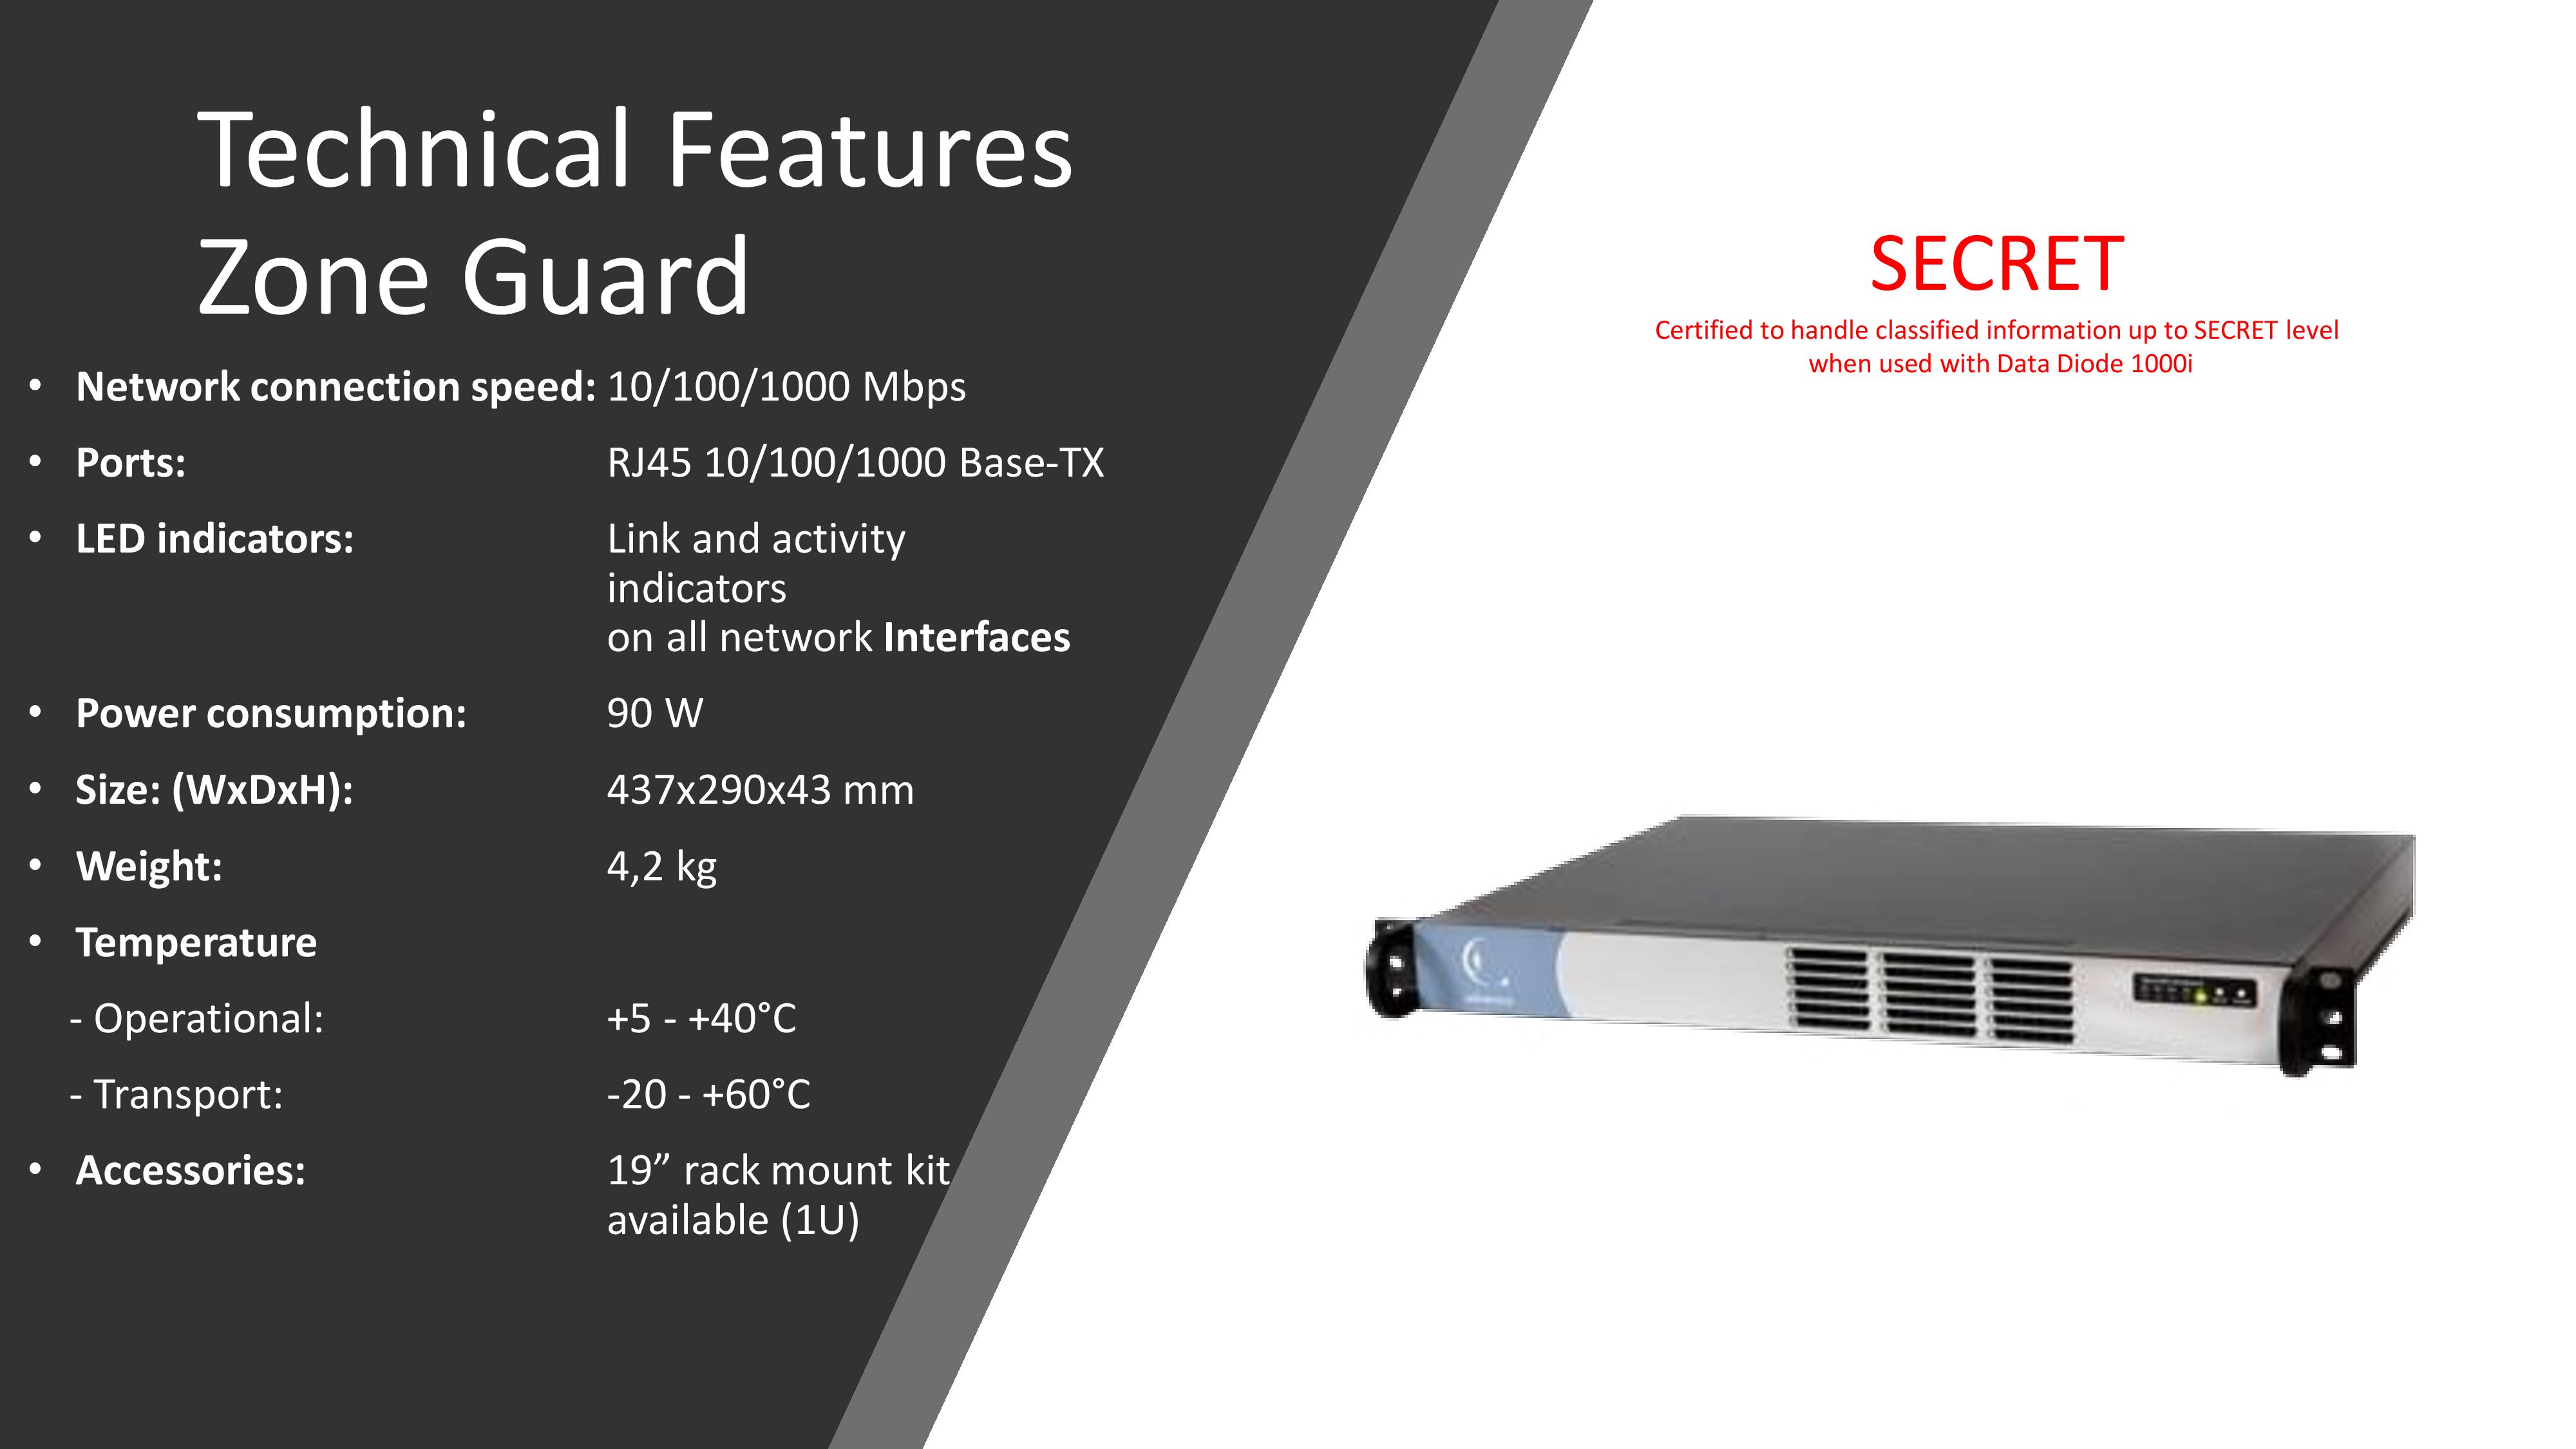 Technical Features
Zone Guard
• Network connection speed: 10/100/1000 Mbps
• Ports: RJ45 10/100/1000 Base-TX
• LED indicators: Link and activity
indicators
on all network Interfaces
• Power consumption: 90 W
• Size: (WxDxH): 437x290x43 mm
• Weight: 4,2 kg
• Temperature
- Operational: +5 - +40°C
- Transport: -20 - +60°C
• Accessories: 19” rack mount kit
available (1U)
SECRET
Certified to handle classified information up to SECRET level
when used with Data Diode 1000i